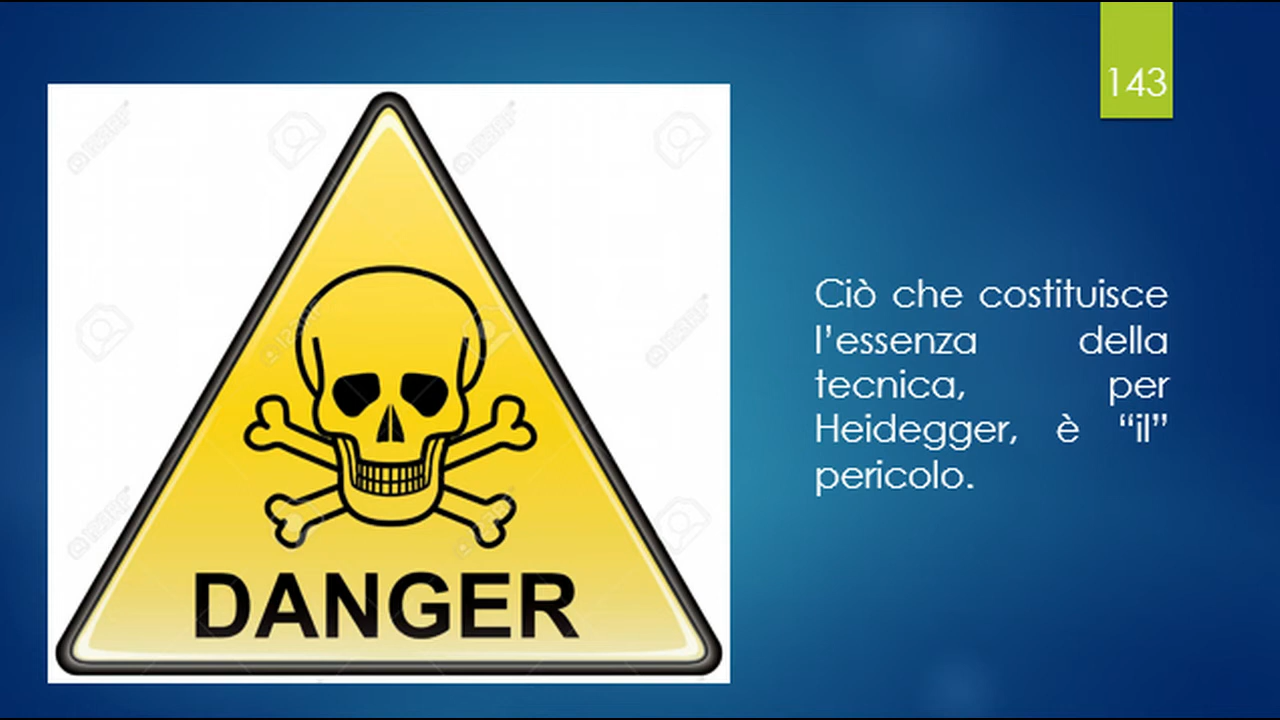 143
DANGER
Ciò che costituisce
l'essenza della
tecnica, per
Heidegger, è “il”
pericolo.